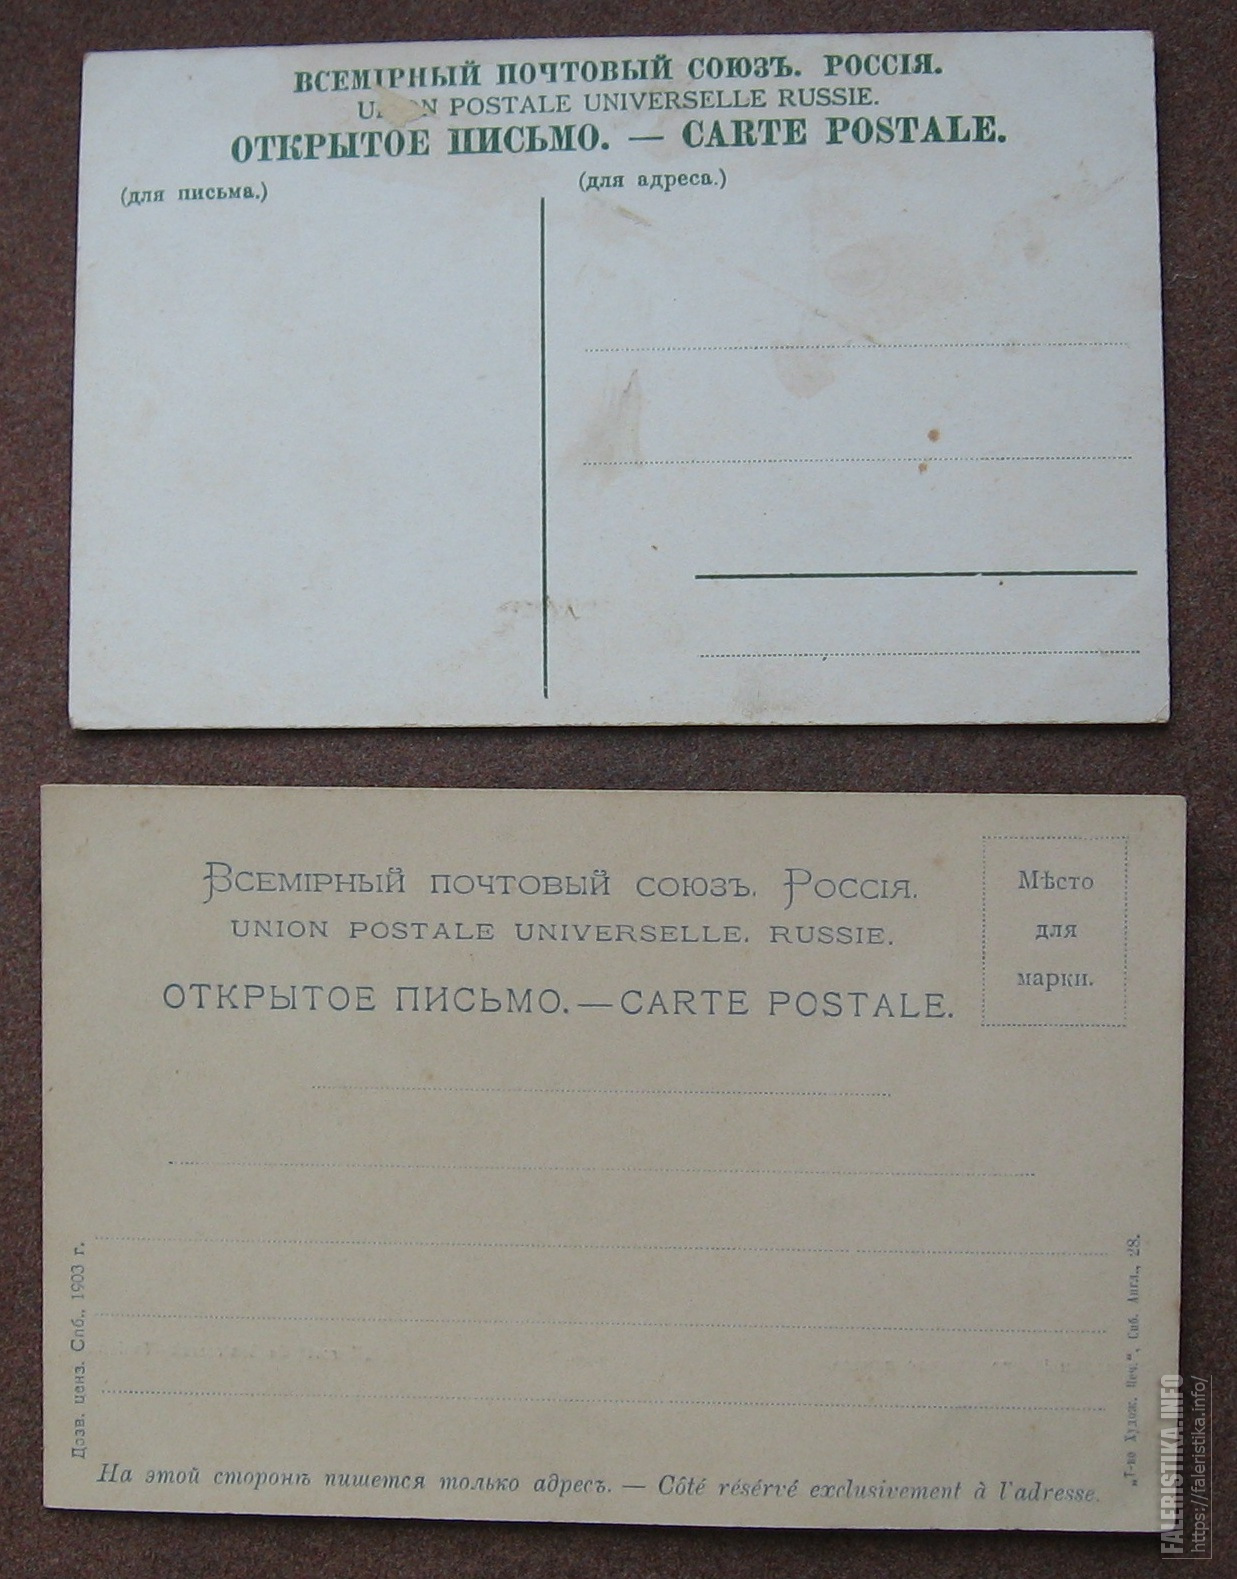 ВСЕМІРНЫЙ ПОЧТОВЫЙ СОЮЗЪ. РОССІЯ.
POSTALE UNIVERSELLE RUSSIE.
ОТКРЫТОЕ ПИСЬМО. — CARTE POSTALE.
(для письма.)
(для адреса.)
Всемірный почтовый союзъ. Россія.
UNION POSTALE UNIVERSELLE. RUSSIE.
ОТКРЫТОЕ ПИСЬМО.—CARTE POSTALE.
Мѣсто
для
марки.
Дозв. ценз. Спб., 1903 г.
„Т-во Худож. Печ.“, Спб. Англ., 28.
На этой сторонѣ пишется только адресъ. — Côté résérvé exclusivement à l'adresse.
FALERISTIKA.INFO
https://faleristika.info/